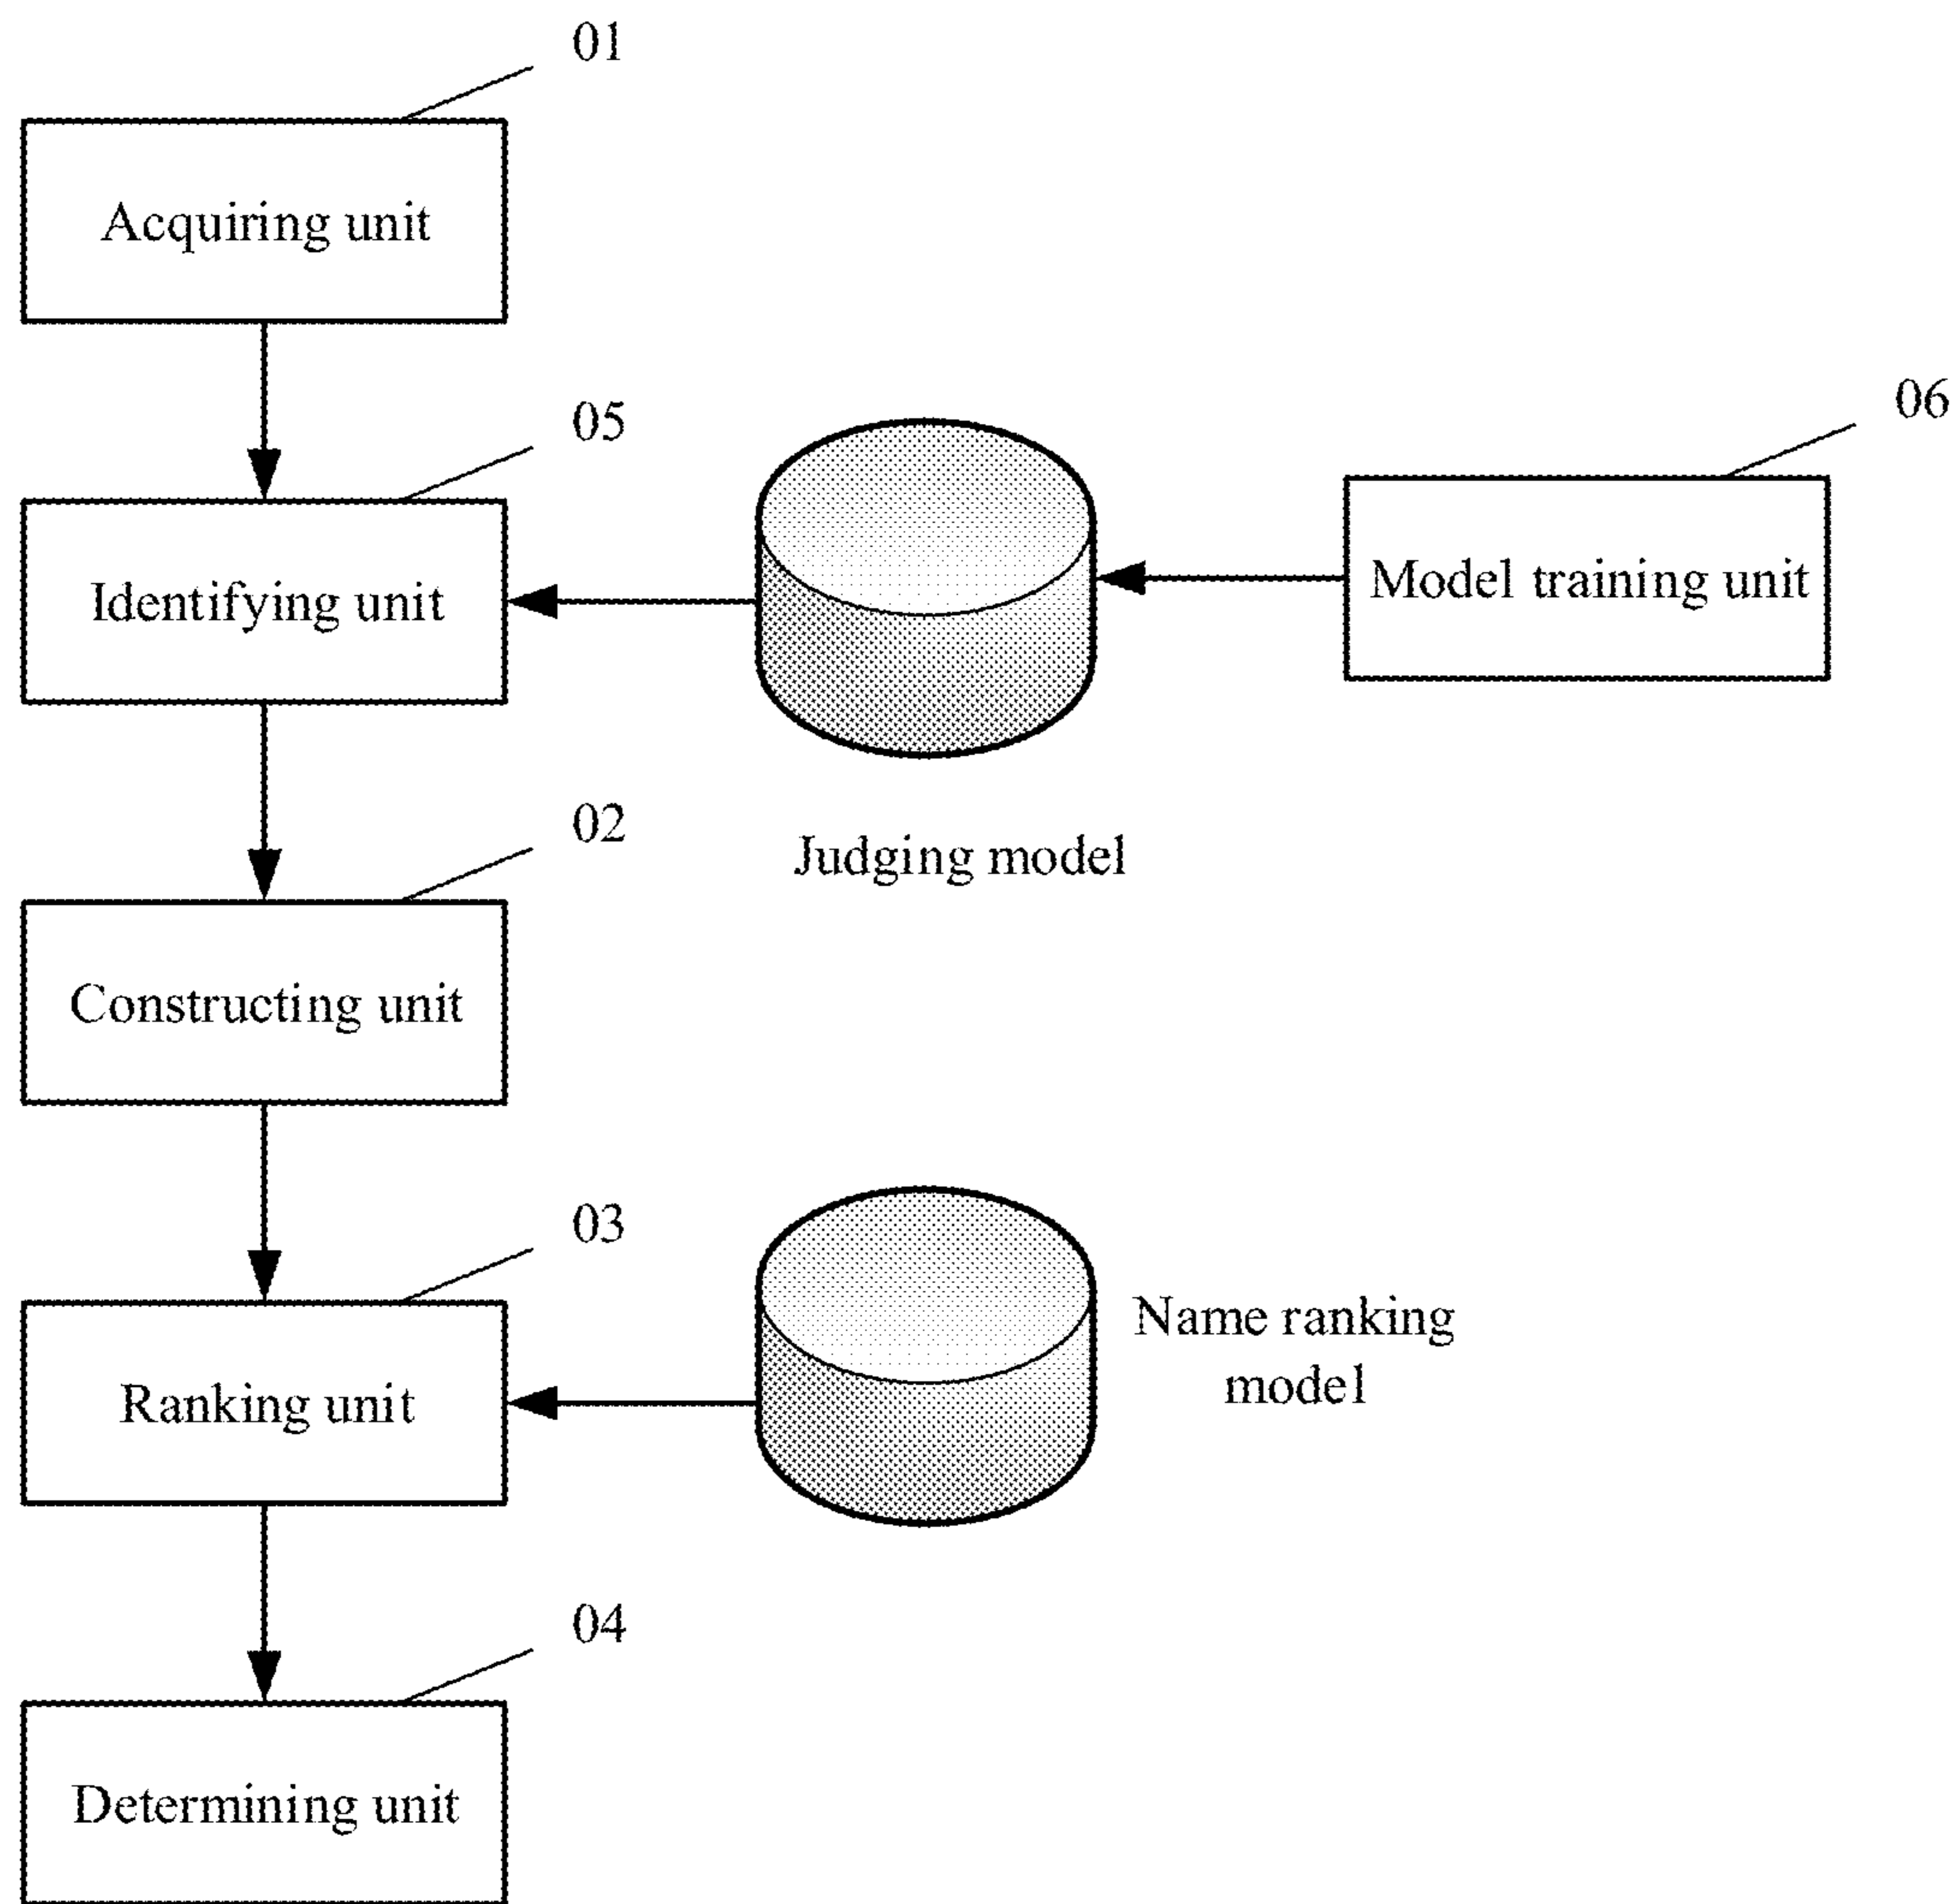 01
Acquiring unit
05
06
Identifying unit
Model training unit
02
Judging model
Constructing unit
03
Name ranking
model
Ranking unit
04
Determining unit